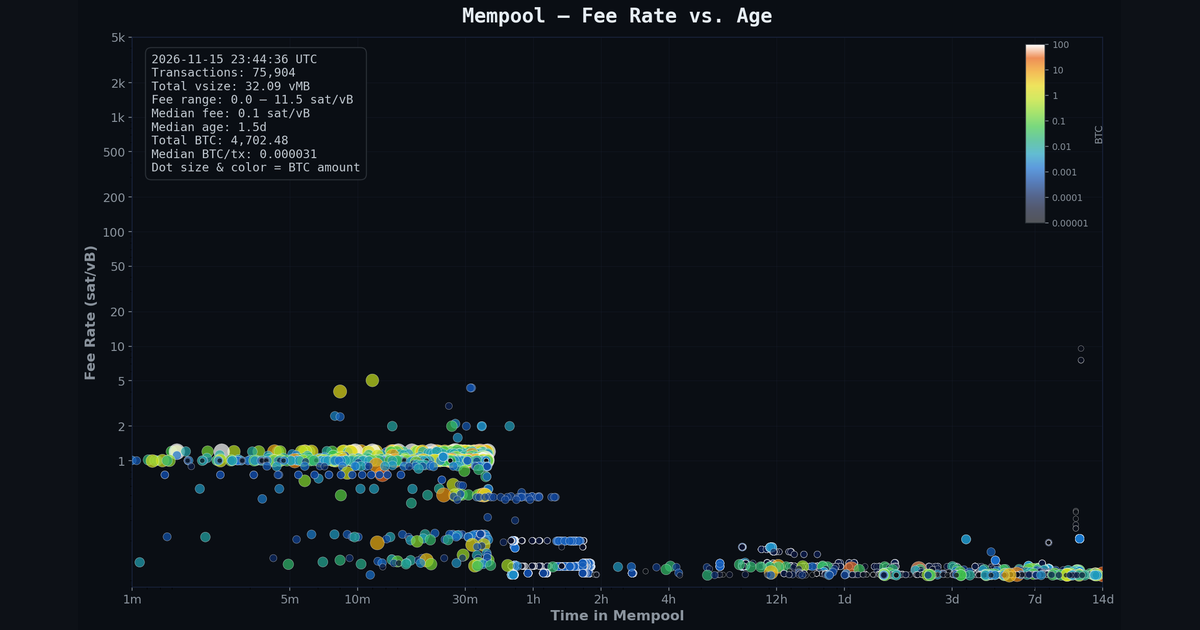 Mempool — Fee Rate vs. Age
2026-11-15 23:44:36 UTC
Transactions: 75,904
Total vsize: 32.09 vMB
Fee range: 0.0 — 11.5 sat/vB
Median fee: 0.1 sat/vB
Median age: 1.5d
Total BTC: 4,702.48
Median BTC/tx: 0.000031
Dot size & color = BTC amount
100
10
1
0.1
0.01
0.001
0.0001
0.00001
BTC
5k
2k
1k
500
200
100
50
20
10
5
2
1
Fee Rate (sat/vB)
1m 5m 10m 30m 1h 2h 4h 12h 1d 3d 7d 14d
Time in Mempool